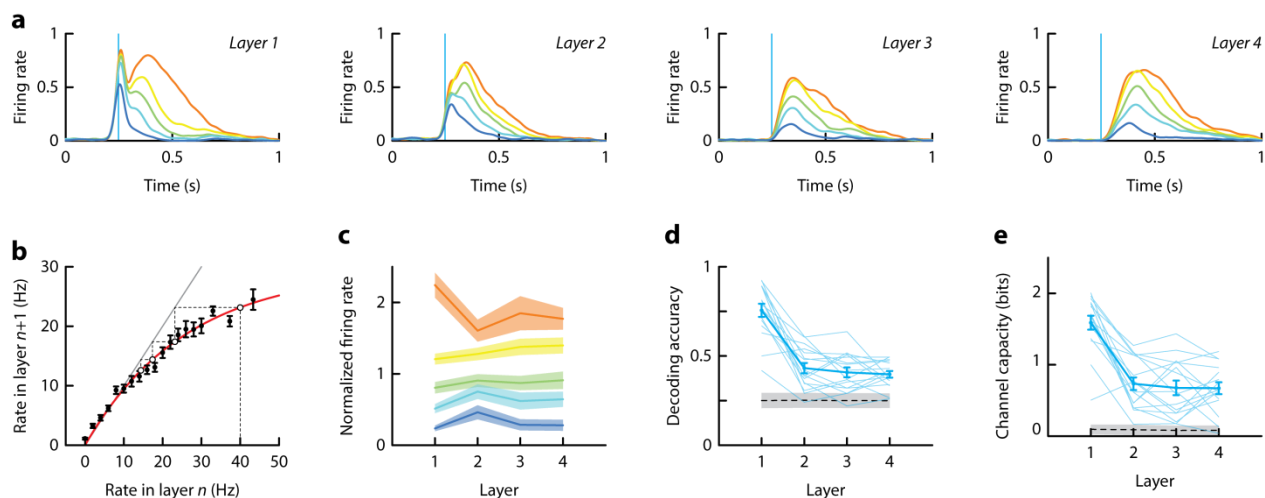 a
Firing rate
1
0.5
0
0
0.5
1
Time (s)
Layer 1
Firing rate
1
0.5
0
0
0.5
1
Time (s)
Layer 2
Firing rate
1
0.5
0
0
0.5
1
Time (s)
Layer 3
Firing rate
1
0.5
0
0
0.5
1
Time (s)
Layer 4
b
Rate in layer n+1 (Hz)
30
20
10
0
0 10 20 30 40 50
Rate in layer n (Hz)
c
Normalized firing rate
2
1
0
1 2 3 4
Layer
d
Decoding accuracy
1
0.5
0
1 2 3 4
Layer
e
Channel capacity (bits)
2
1
0
1 2 3 4
Layer